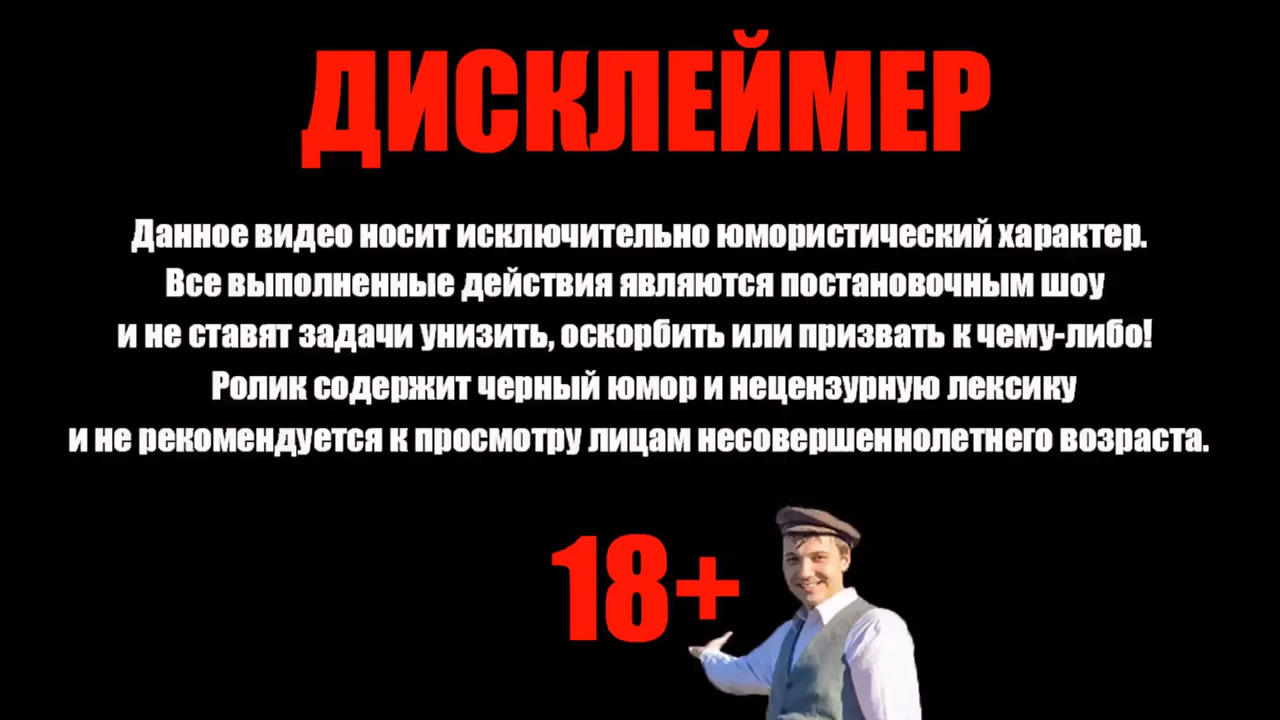 ДИСКЛЕЙМЕР
Данное видео носит исключительно юмористический характер.
Все выполненные действия являются постановочным шоу
и не ставят задачи унизить, оскорбить или призвать к чему-либо!
Ролик содержит черный юмор и нецензурную лексику
и не рекомендуется к просмотру лицам несовершеннолетнего возраста.
18+